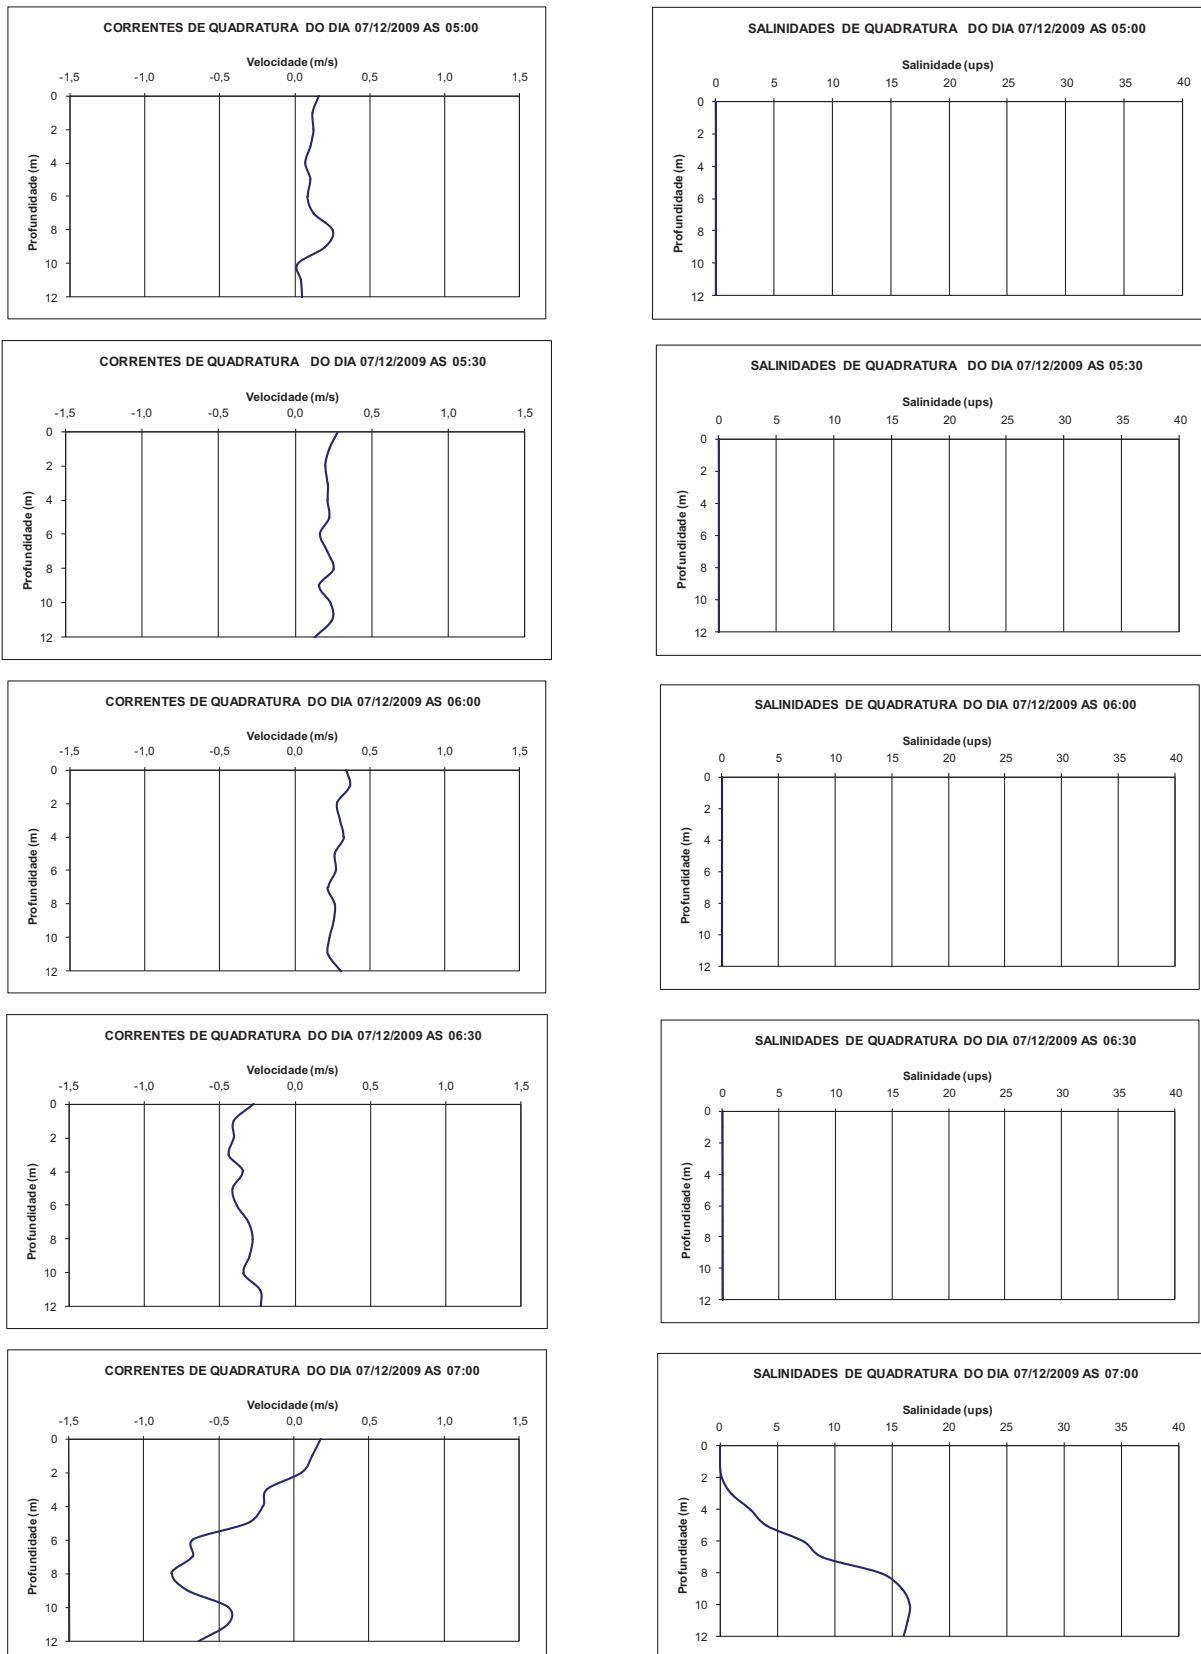 CORRENTES DE QUADRATURA DO DIA 07/12/2009 AS 05:00
Velocidade (m/s)
-1,5 -1,0 -0,5 0,0 0,5 1,0 1,5
Profundidade (m)
0
2
4
6
8
10
12
SALINIDADES DE QUADRATURA DO DIA 07/12/2009 AS 05:00
Salinidade (ups)
0 5 10 15 20 25 30 35 40
Profundidade (m)
0
2
4
6
8
10
12
CORRENTES DE QUADRATURA DO DIA 07/12/2009 AS 05:30
Velocidade (m/s)
-1,5 -1,0 -0,5 0,0 0,5 1,0 1,5
Profundidade (m)
0
2
4
6
8
10
12
SALINIDADES DE QUADRATURA DO DIA 07/12/2009 AS 05:30
Salinidade (ups)
0 5 10 15 20 25 30 35 40
Profundidade (m)
0
2
4
6
8
10
12
CORRENTES DE QUADRATURA DO DIA 07/12/2009 AS 06:00
Velocidade (m/s)
-1,5 -1,0 -0,5 0,0 0,5 1,0 1,5
Profundidade (m)
0
2
4
6
8
10
12
SALINIDADES DE QUADRATURA DO DIA 07/12/2009 AS 06:00
Salinidade (ups)
0 5 10 15 20 25 30 35 40
Profundidade (m)
0
2
4
6
8
10
12
CORRENTES DE QUADRATURA DO DIA 07/12/2009 AS 06:30
Velocidade (m/s)
-1,5 -1,0 -0,5 0,0 0,5 1,0 1,5
Profundidade (m)
0
2
4
6
8
10
12
SALINIDADES DE QUADRATURA DO DIA 07/12/2009 AS 06:30
Salinidade (ups)
0 5 10 15 20 25 30 35 40
Profundidade (m)
0
2
4
6
8
10
12
CORRENTES DE QUADRATURA DO DIA 07/12/2009 AS 07:00
Velocidade (m/s)
-1,5 -1,0 -0,5 0,0 0,5 1,0 1,5
Profundidade (m)
0
2
4
6
8
10
12
SALINIDADES DE QUADRATURA DO DIA 07/12/2009 AS 07:00
Salinidade (ups)
0 5 10 15 20 25 30 35 40
Profundidade (m)
0
2
4
6
8
10
12